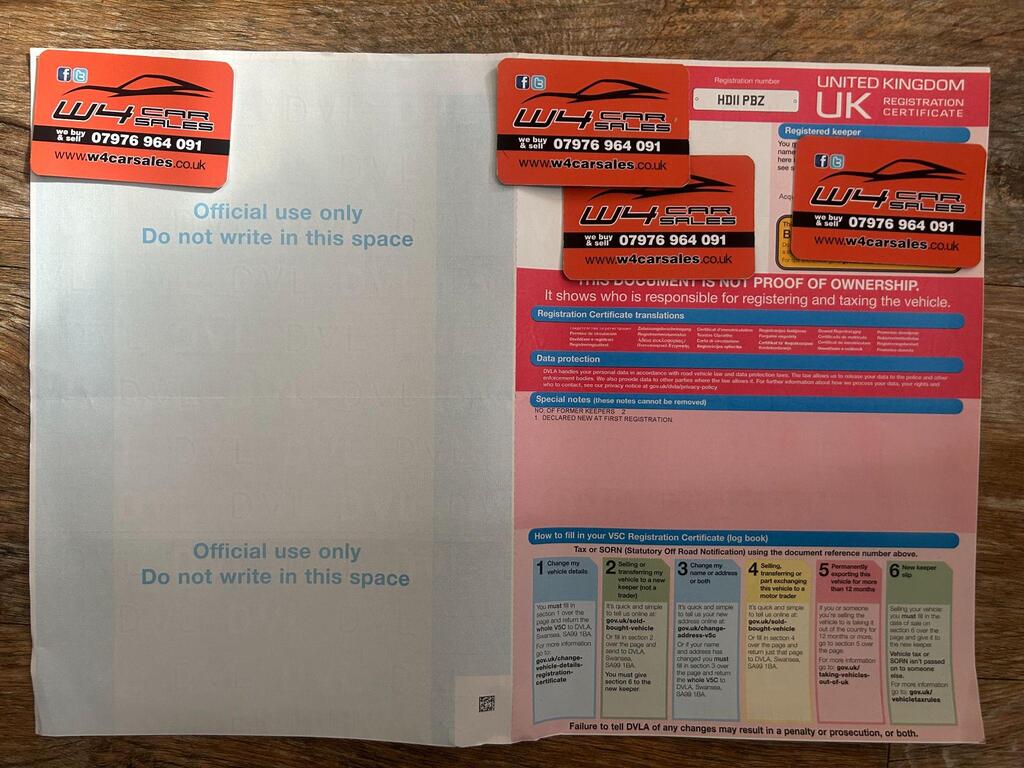 W4 CAR
SALES
we buy
& sell 07976 964 091
www.w4carsales.co.uk
Official use only
Do not write in this space
Official use only
Do not write in this space
W4 CAR
SALES
we buy
& sell 07976 964 091
www.w4carsales.co.uk
Registration number
HD11 PBZ
UNITED KINGDOM
UK REGISTRATION
CERTIFICATE
Registered keeper
You
name
here
see s
W4 CAR
SALES
we buy
& sell 07976 964 091
www.w4carsales.co.uk
W4 CAR
SALES
we buy
& sell 07976 964 091
www.w4carsales.co.uk
THIS DOCUMENT IS NOT PROOF OF OWNERSHIP.
It shows who is responsible for registering and taxing the vehicle.
Registration Certificate translations
Data protection
DVLA handles your personal data in accordance with road vehicle law and data protection laws. The law allows us to release your data to the police and other
enforcement bodies. We also provide data to other parties where the law allows it. For further information about how we process your data, your rights and
who to contact, see our privacy notice at gov.uk/dvla/privacy-policy
Special notes (these notes cannot be removed)
NO. OF FORMER KEEPERS 2
1. DECLARED NEW AT FIRST REGISTRATION.
How to fill in your V5C Registration Certificate (log book)
Tax or SORN (Statutory Off Road Notification) using the document reference number above.
1 Change my
vehicle details
You must fill in
section 1 over the
page and return
the whole V5C to
DVLA, Swansea,
SA99 1BA.
For more
information
go to:
gov.uk/change-
vehicle-details-
registration-
certificate
2 Selling or
transferring my
vehicle to a new
keeper (not a
trader)
It's quick and simple
to tell us online at:
gov.uk/sold-
bought-vehicle
Or fill in section 2
over the page and
send to DVLA,
Swansea,
SA99 1BA.
You must give
section 6 to the
new keeper.
3 Change my
name or address
or both
It's quick and simple
to tell us your new
address online at:
gov.uk/change-
address-v5c
Or if your name
and address has
changed you must
fill in section 3 over
the page and return
the whole V5C to
DVLA, Swansea,
SA99 1BA.
4 Selling,
transferring or
part exchanging
this vehicle to a
motor trader
It's quick and simple
to tell us online at:
gov.uk/sold-
bought-vehicle
Or fill in section 4
over the page and
return just that page
to DVLA, Swansea,
SA99 1BA.
5 Permanently
exporting this
vehicle for more
than 12 months
If you or someone
you're selling the
vehicle to is taking it
out of the country for
12 months or more,
go to section 5 over
the page.
For more information
go to: gov.uk/
taking-vehicles-
out-of-uk
6 New keeper
slip
Selling your vehicle:
you must fill in the
date of sale on
section 6 over the
page and give it to
the new keeper.
Vehicle tax or
SORN isn't passed
on to someone
else.
For more information
go to: gov.uk/
vehicletaxrules
Failure to tell DVLA of any changes may result in a penalty or prosecution, or both.